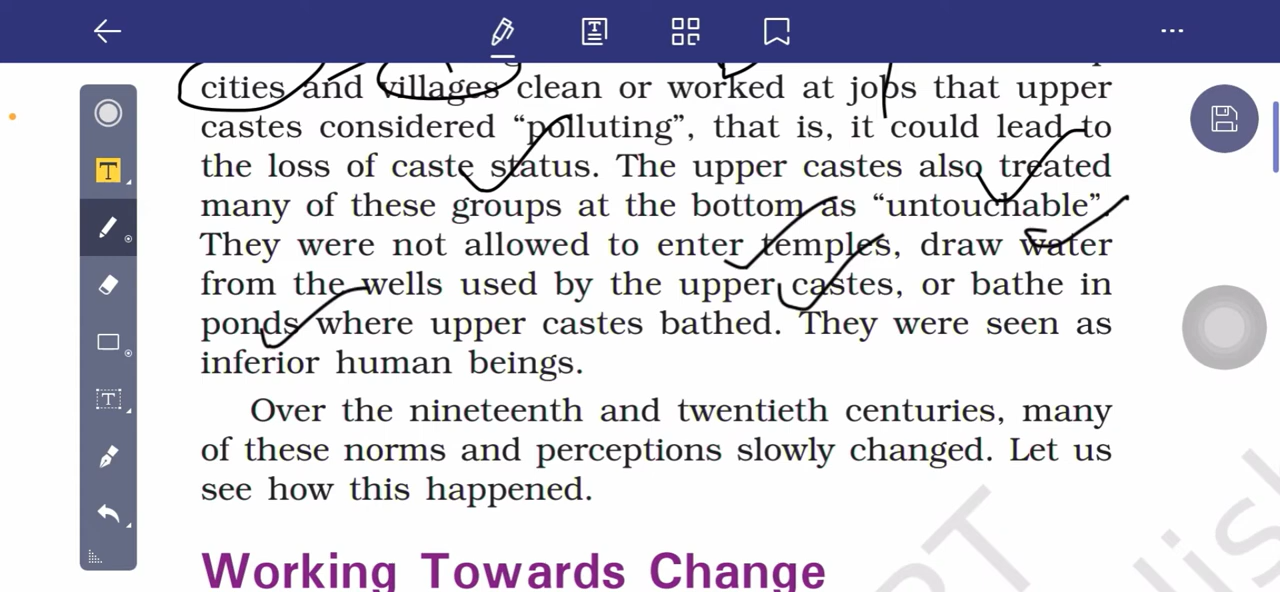 cities and villages clean or worked at jobs that upper
castes considered “polluting”, that is, it could lead to
the loss of caste status. The upper castes also treated
many of these groups at the bottom as “untouchable”.
They were not allowed to enter temples, draw water
from the wells used by the upper castes, or bathe in
ponds where upper castes bathed. They were seen as
inferior human beings.
Over the nineteenth and twentieth centuries, many
of these norms and perceptions slowly changed. Let us
see how this happened.
Working Towards Change